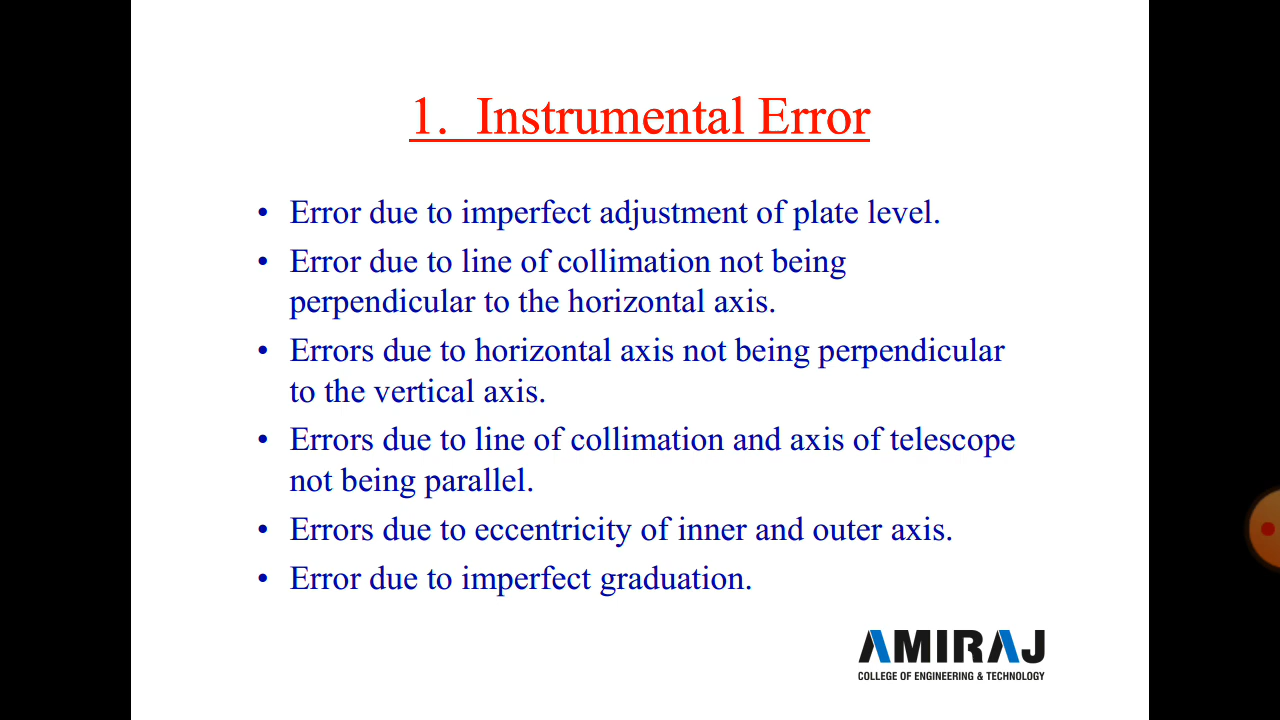 1. Instrumental Error
• Error due to imperfect adjustment of plate level.
• Error due to line of collimation not being
perpendicular to the horizontal axis.
• Errors due to horizontal axis not being perpendicular
to the vertical axis.
• Errors due to line of collimation and axis of telescope
not being parallel.
• Errors due to eccentricity of inner and outer axis.
• Error due to imperfect graduation.
AMIRAJ
COLLEGE OF ENGINEERING & TECHNOLOGY